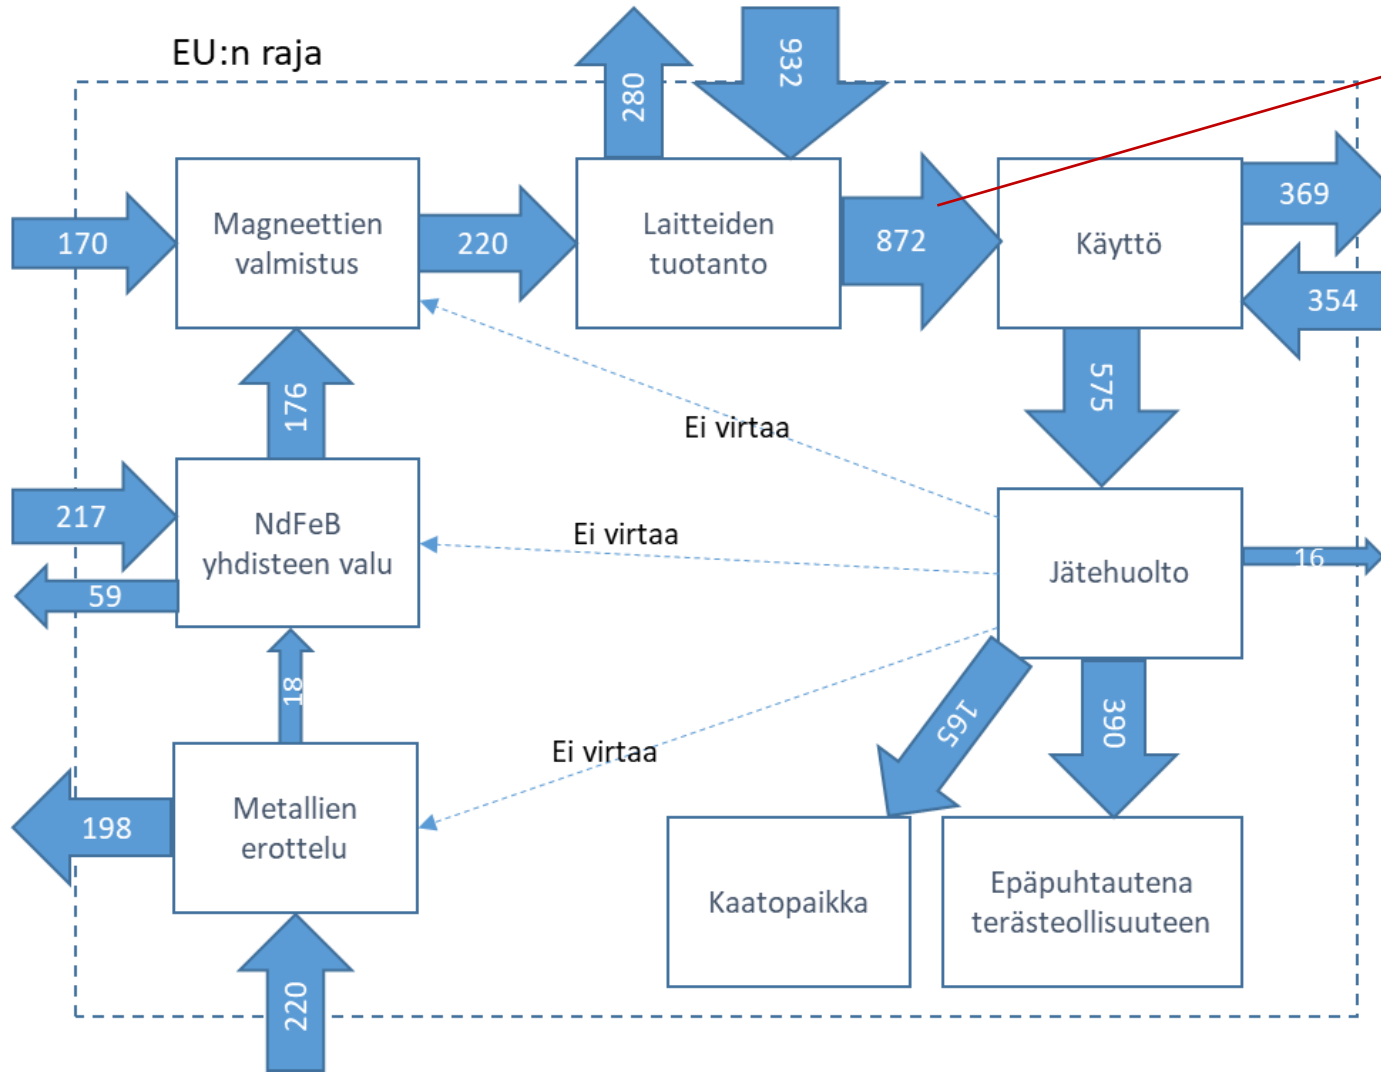 EU:n raja
280
932
170
Magneettien
valmistus
220
Laitteiden
tuotanto
872
Käyttö
369
354
176
575
Ei virtaa
217
NdFeB
yhdisteen valu
59
Ei virtaa
Jätehuolto
16
18
165
390
Ei virtaa
198
Metallien
erottelu
Kaatopaikka
Epäpuhtautena
terästeollisuuteen
220